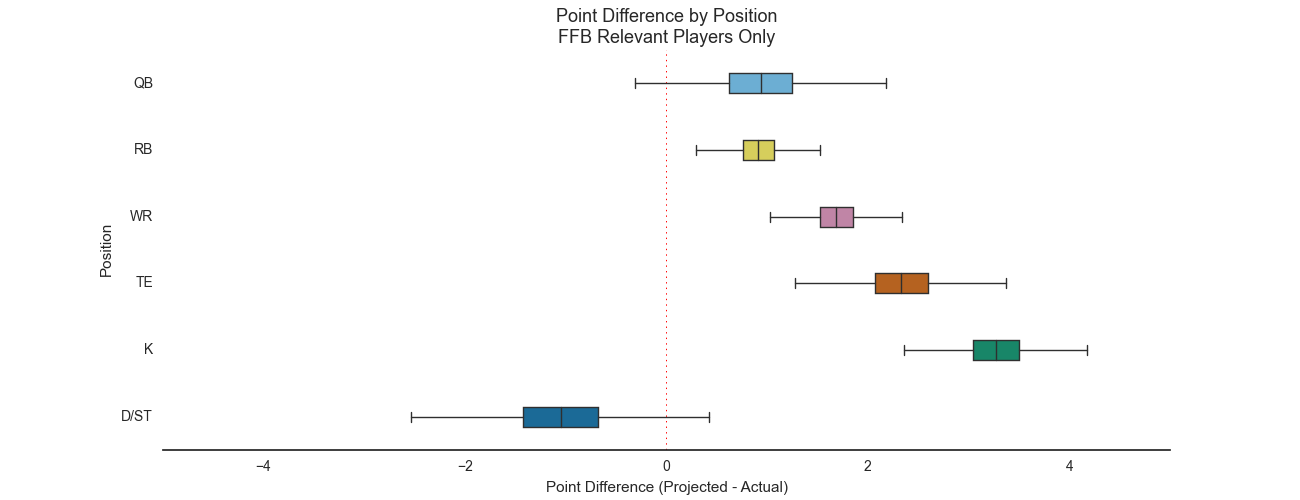 Point Difference by Position
FFB Relevant Players Only
QB
RB
WR
TE
K
D/ST
Position
−4 −2 0 2 4
Point Difference (Projected - Actual)